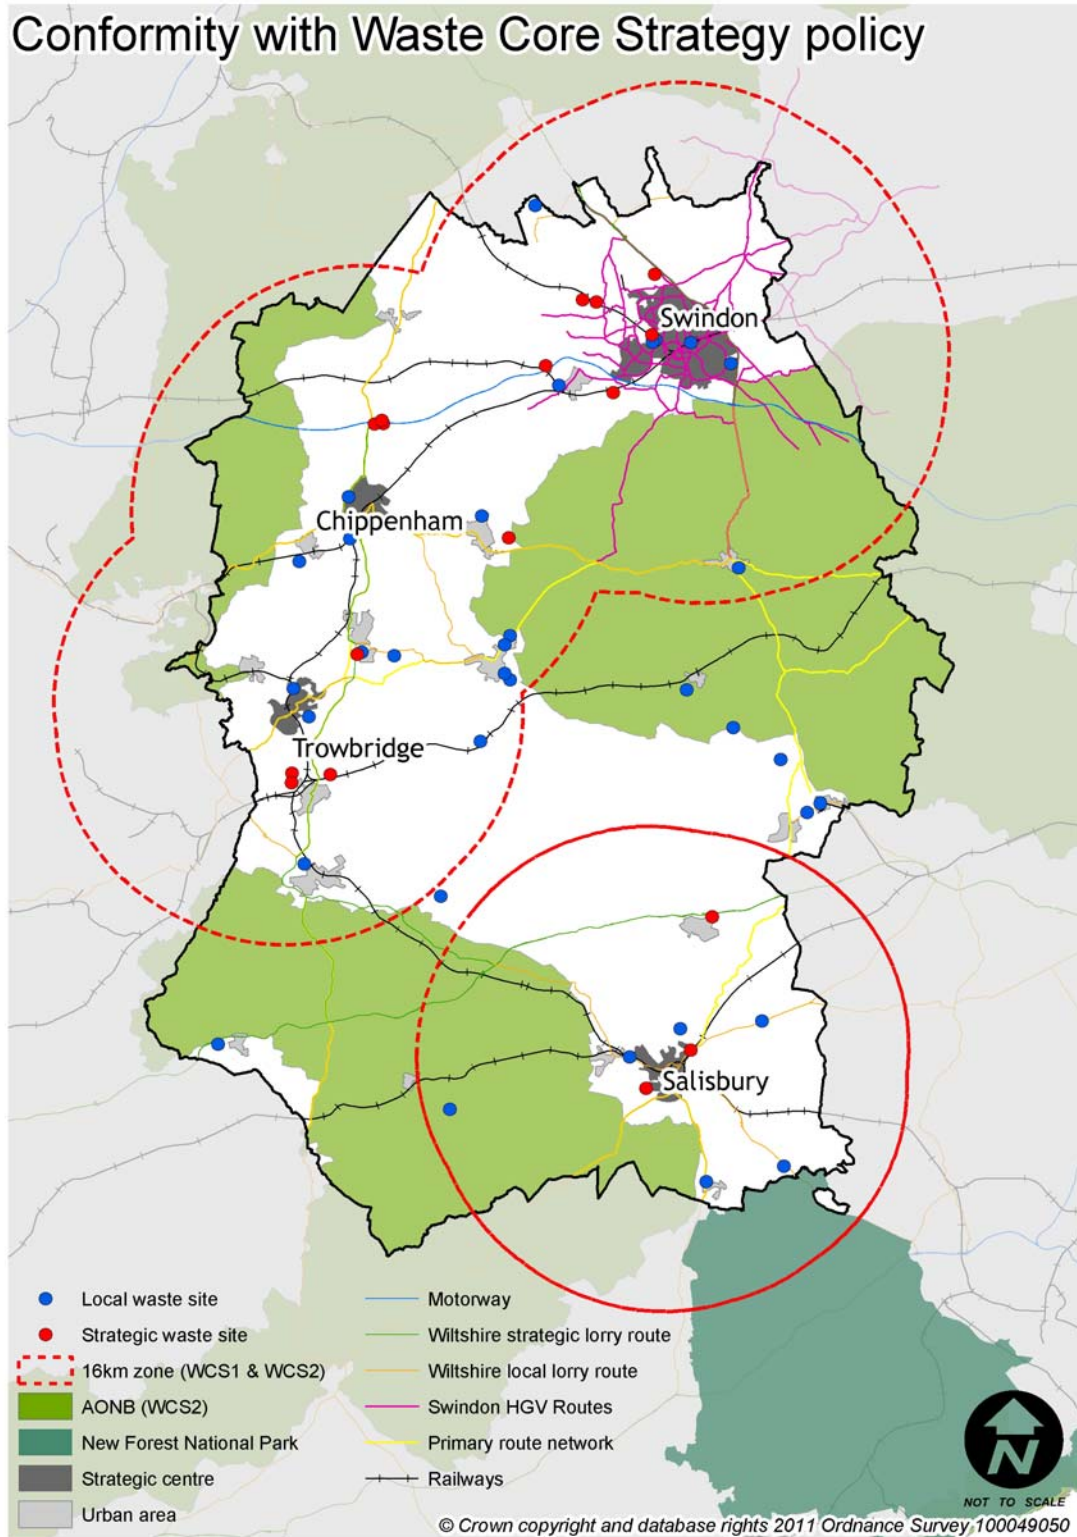 Conformity with Waste Core Strategy policy
Swindon
Chippenham
Trowbridge
Salisbury
Local waste site
Strategic waste site
16km zone (WCS1 & WCS2)
AONB (WCS2)
New Forest National Park
Strategic centre
Urban area
Motorway
Wiltshire strategic lorry route
Wiltshire local lorry route
Swindon HGV Routes
Primary route network
Railways
N
NOT TO SCALE
© Crown copyright and database rights 2011 Ordnance Survey 100049050